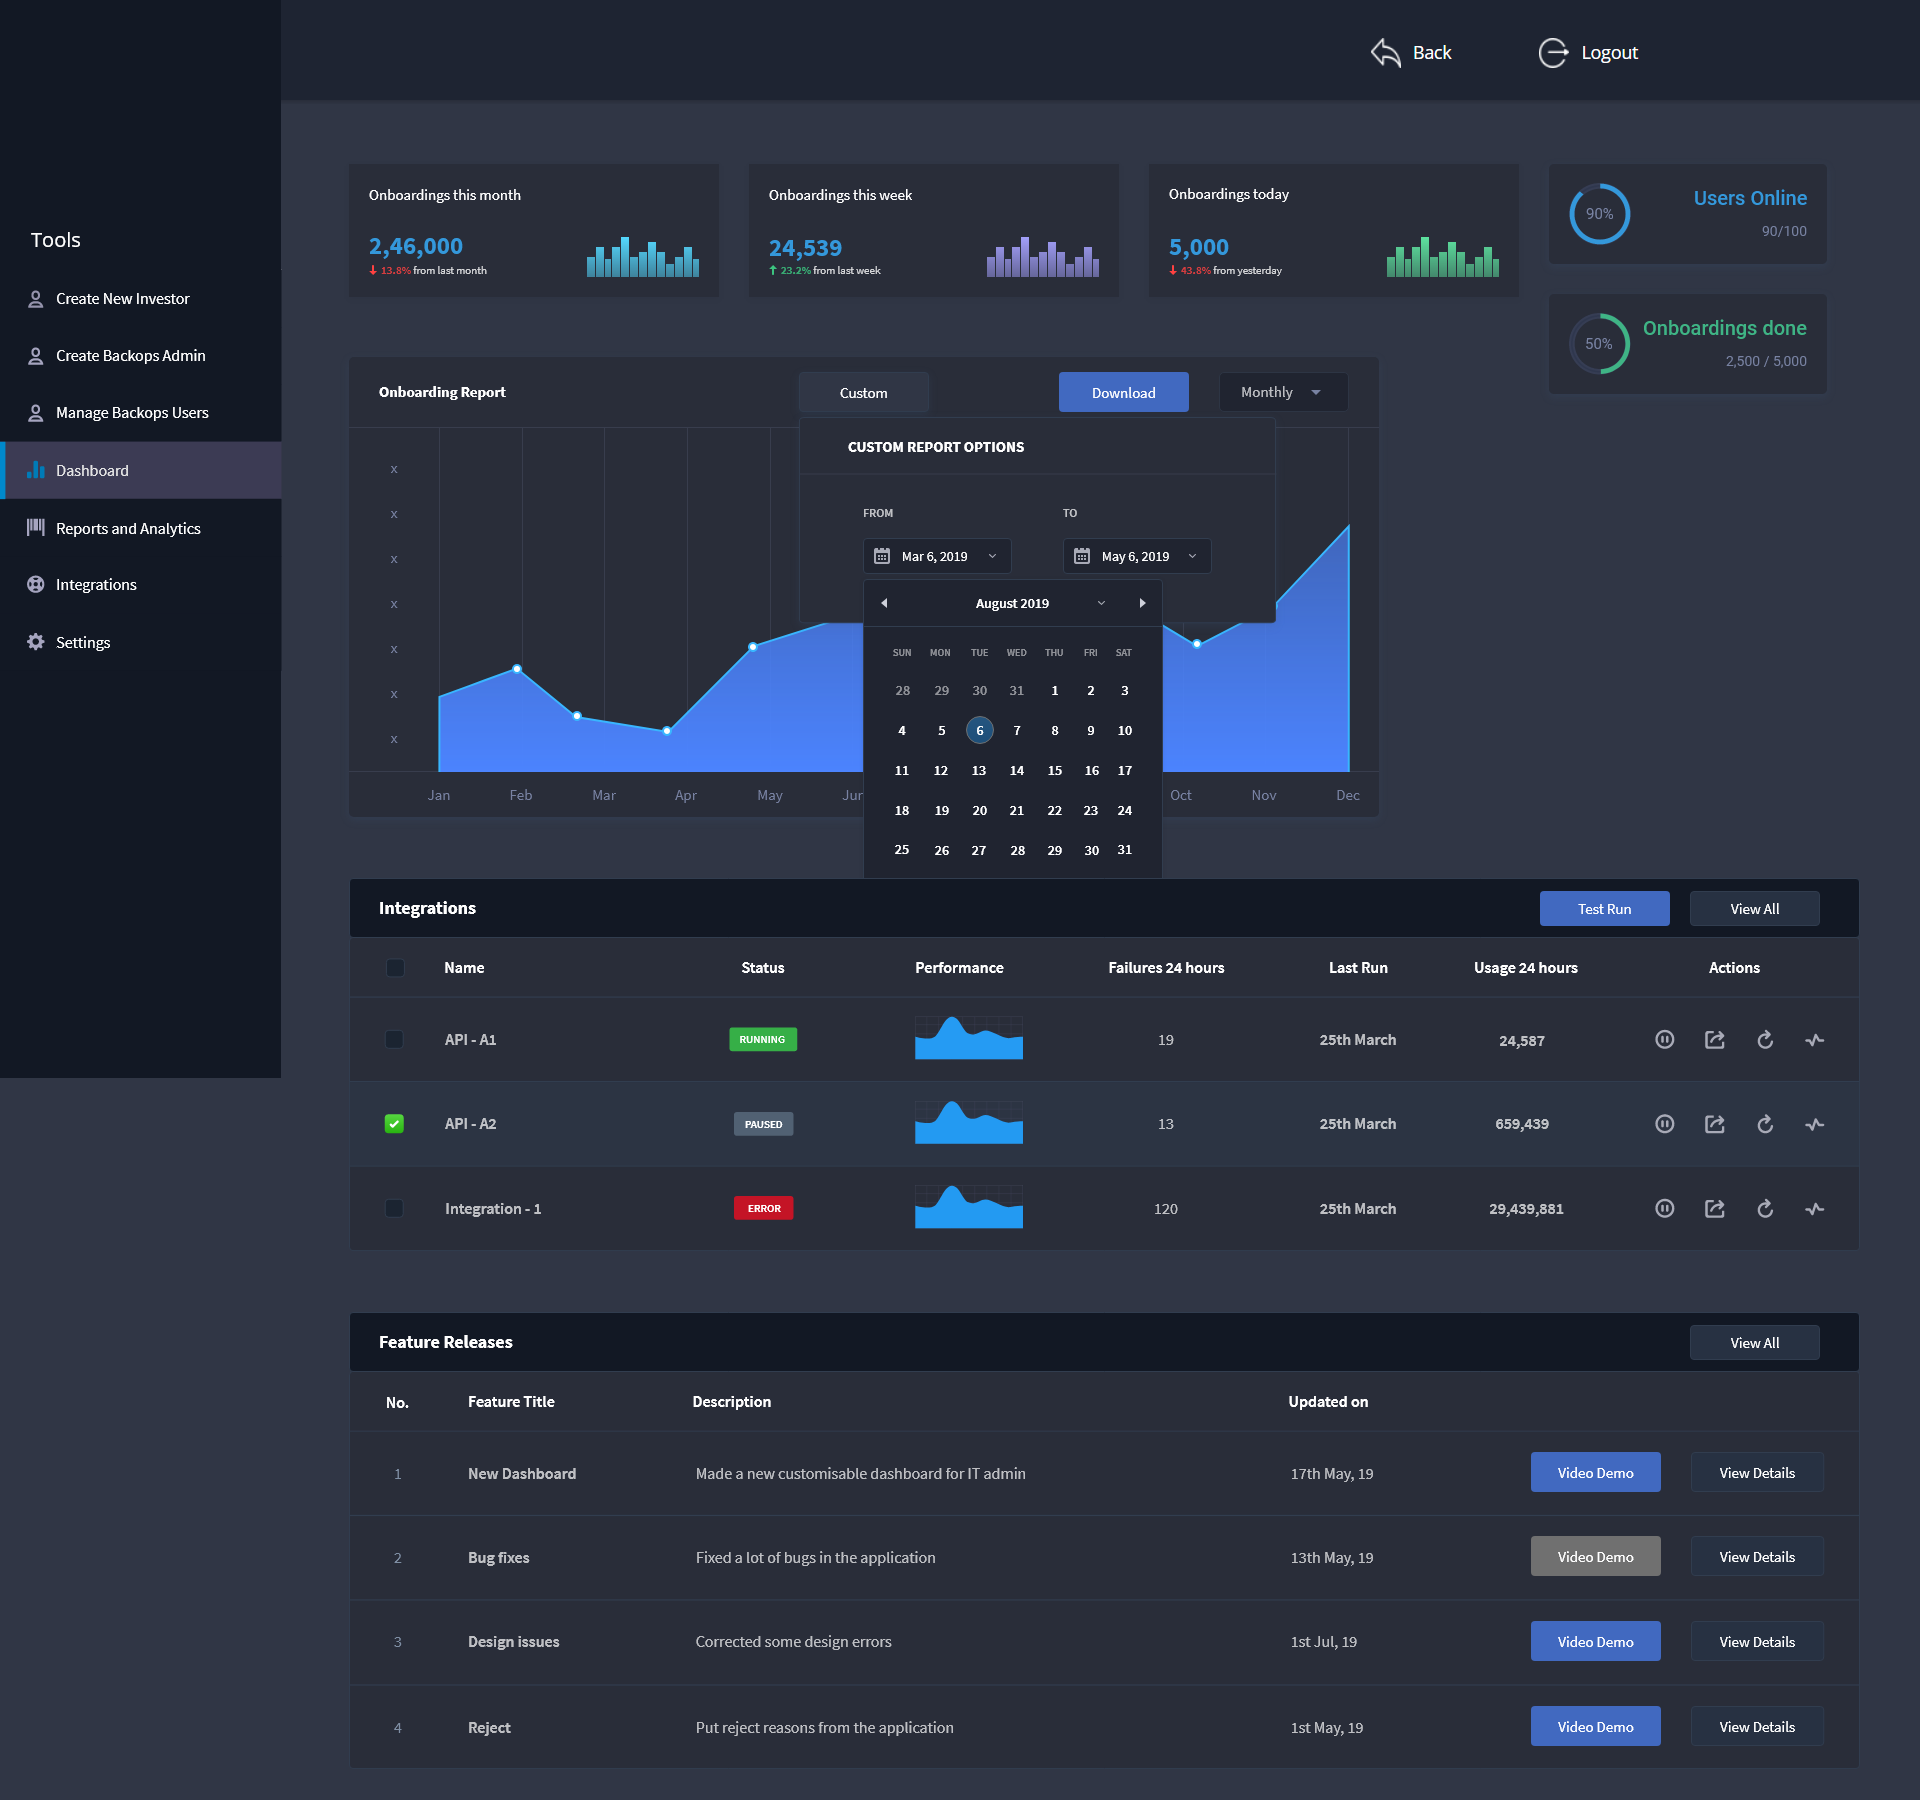 Back
Logout
Tools
Create New Investor
Create Backops Admin
Manage Backops Users
Dashboard
Reports and Analytics
Integrations
Settings
Onboardings this month
2,46,000
13.8% from last month
Onboardings this week
24,539
23.2% from last week
Onboardings today
5,000
43.8% from yesterday
90%
Users Online
90/100
50%
Onboardings done
2,500 / 5,000
Onboarding Report
Custom
Download
Monthly
CUSTOM REPORT OPTIONS
FROM
TO
Mar 6, 2019
May 6, 2019
August 2019
SUN MON TUE WED THU FRI SAT
28 29 30 31 1 2 3
4 5 6 7 8 9 10
11 12 13 14 15 16 17
18 19 20 21 22 23 24
25 26 27 28 29 30 31
x
x
x
x
x
x
x
Jan Feb Mar Apr May Jun Oct Nov Dec
Integrations
Test Run
View All
Name Status Performance Failures 24 hours Last Run Usage 24 hours Actions
API - A1 RUNNING 19 25th March 24,587
API - A2 PAUSED 13 25th March 659,439
Integration - 1 ERROR 120 25th March 29,439,881
Feature Releases
View All
No. Feature Title Description Updated on
1 New Dashboard Made a new customisable dashboard for IT admin 17th May, 19 Video Demo View Details
2 Bug fixes Fixed a lot of bugs in the application 13th May, 19 Video Demo View Details
3 Design issues Corrected some design errors 1st Jul, 19 Video Demo View Details
4 Reject Put reject reasons from the application 1st May, 19 Video Demo View Details